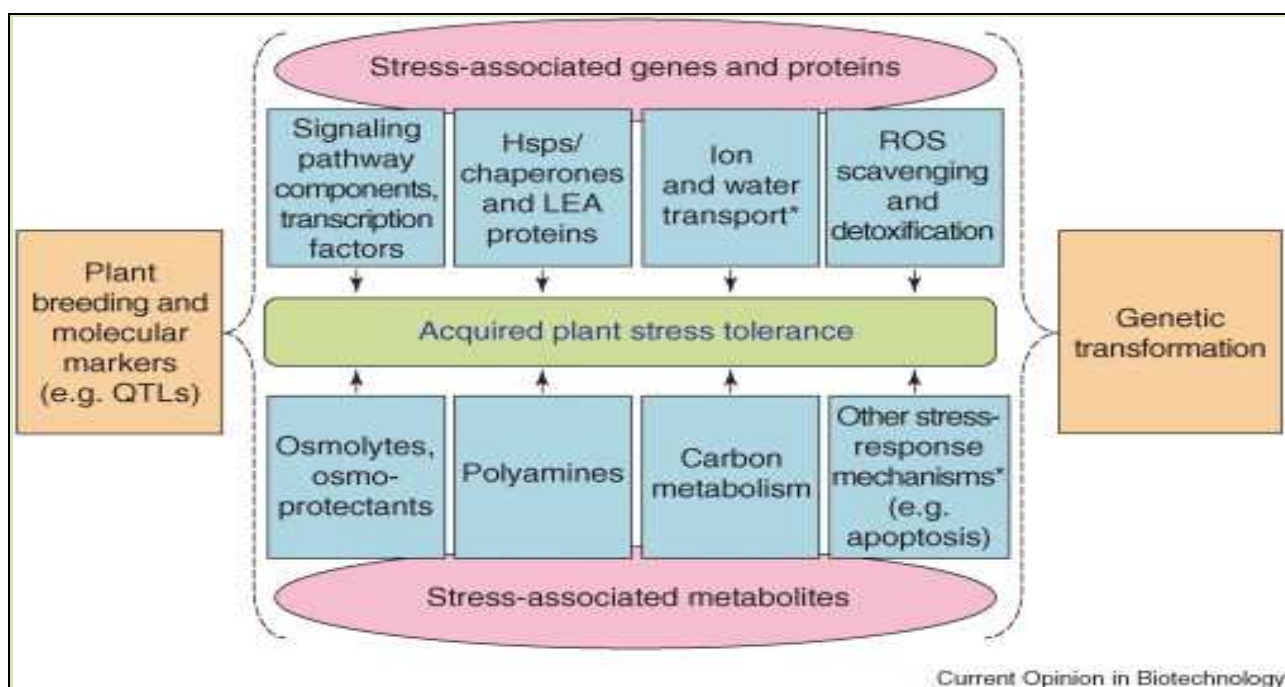 Stress-associated genes and proteins
Signaling
pathway
components,
transcription
factors
Hsps/
chaperones
and LEA
proteins
Ion
and water
transport*
ROS
scavenging
and
detoxification
Plant
breeding and
molecular
markers
(e.g. QTLs)
Acquired plant stress tolerance
Genetic
transformation
Osmolytes,
osmo-
protectants
Polyamines
Carbon
metabolism
Other stress-
response
mechanisms*
(e.g.
apoptosis)
Stress-associated metabolites
Current Opinion in Biotechnology